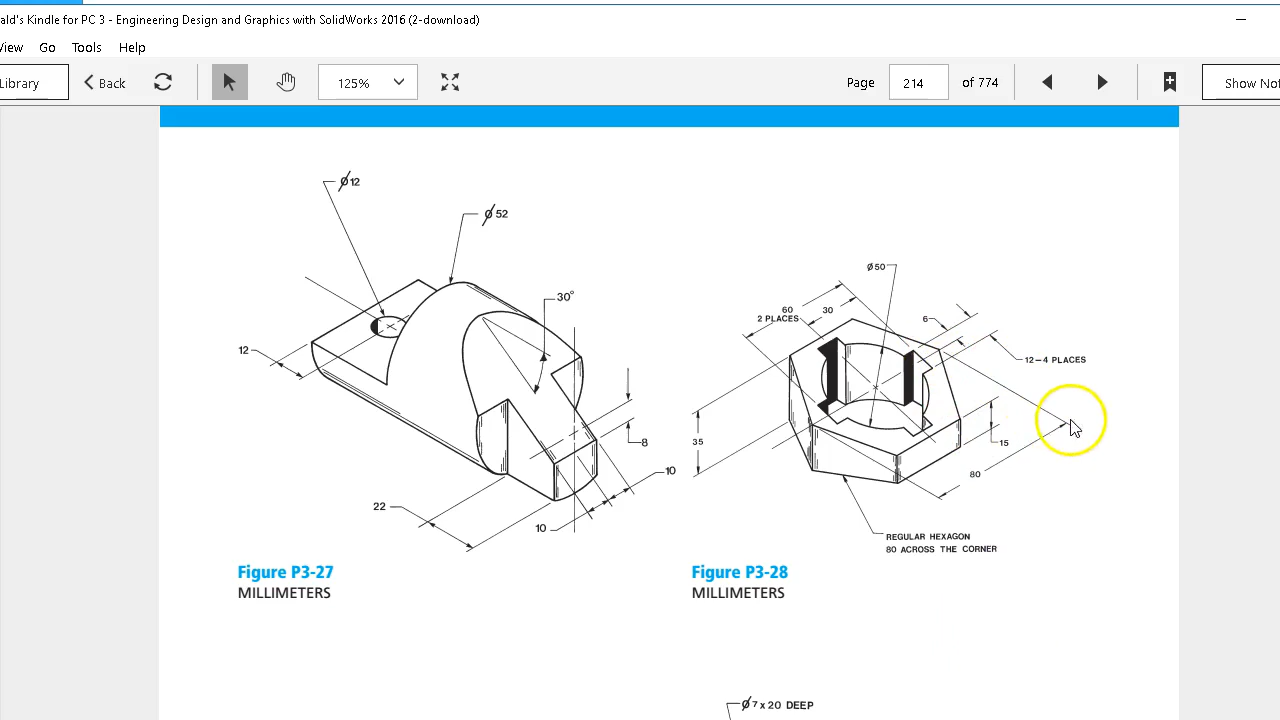 ald's Kindle for PC 3 - Engineering Design and Graphics with SolidWorks 2016 (2-download)
View Go Tools Help
Library Back 125% Page 214 of 774 Show Not
Ø12
Ø52
30°
12
8
10
22
10
Figure P3-27
MILLIMETERS
Ø50
60
2 PLACES
30
6
12-4 PLACES
35
15
80
REGULAR HEXAGON
80 ACROSS THE CORNER
Figure P3-28
MILLIMETERS
Ø7 x 20 DEEP